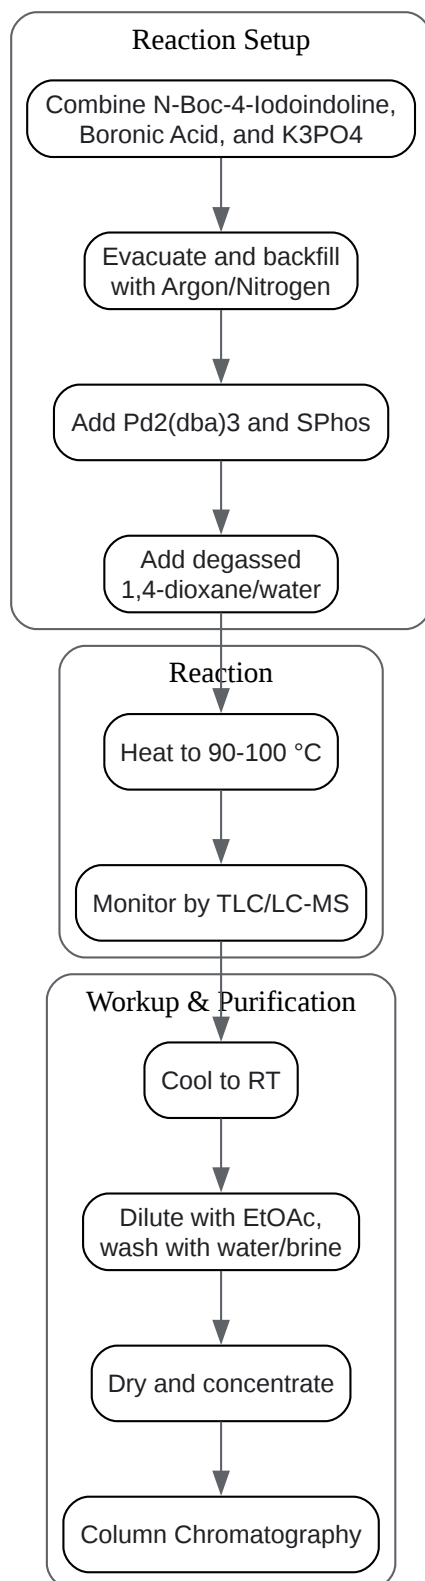 Reaction Setup
Combine N-Boc-4-Iodoindoline,
Boronic Acid, and K3PO4
Evacuate and backfill
with Argon/Nitrogen
Add Pd2(dba)3 and SPhos
Add degassed
1,4-dioxane/water
Reaction
Heat to 90-100 °C
Monitor by TLC/LC-MS
Workup & Purification
Cool to RT
Dilute with EtOAc,
wash with water/brine
Dry and concentrate
Column Chromatography